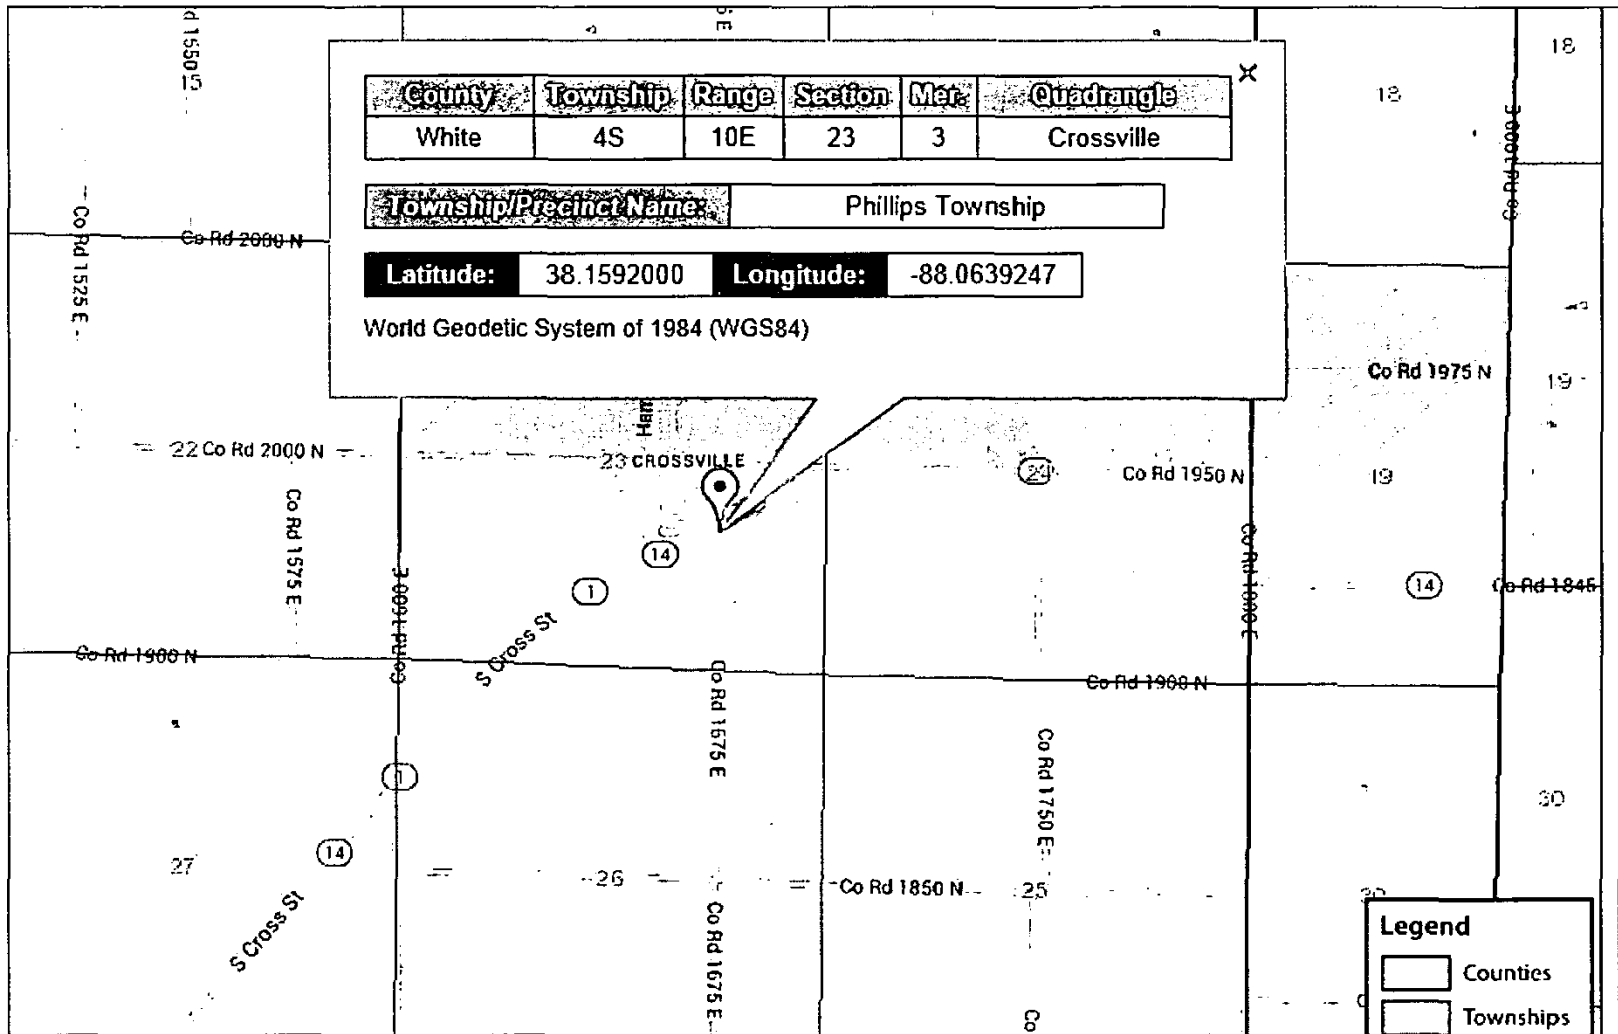 15
18
18
County Township Range Section Mer. Quadrangle
White 4S 10E 23 3 Crossville
Township/Precinct Name: Phillips Township
Co Rd 2000 N
Co Rd 1525 E
Latitude: 38.1592000 Longitude: -88.0639247
World Geodetic System of 1984 (WGS84)
Co Rd 1975 N
19
22 Co Rd 2000 N
23 CROSSVILLE
24
Co Rd 1950 N
19
Co Rd 1575 E
14
1
14
Co Rd 1845
S Cross St
Co Rd 1900 N
Co Rd 1675 E
Co Rd 1900 N
1
Co Rd 1750 E
30
14
27
26
Co Rd 1850 N
25
30
S Cross St
Co Rd 1675 E
Legend
Counties
Townships
Co